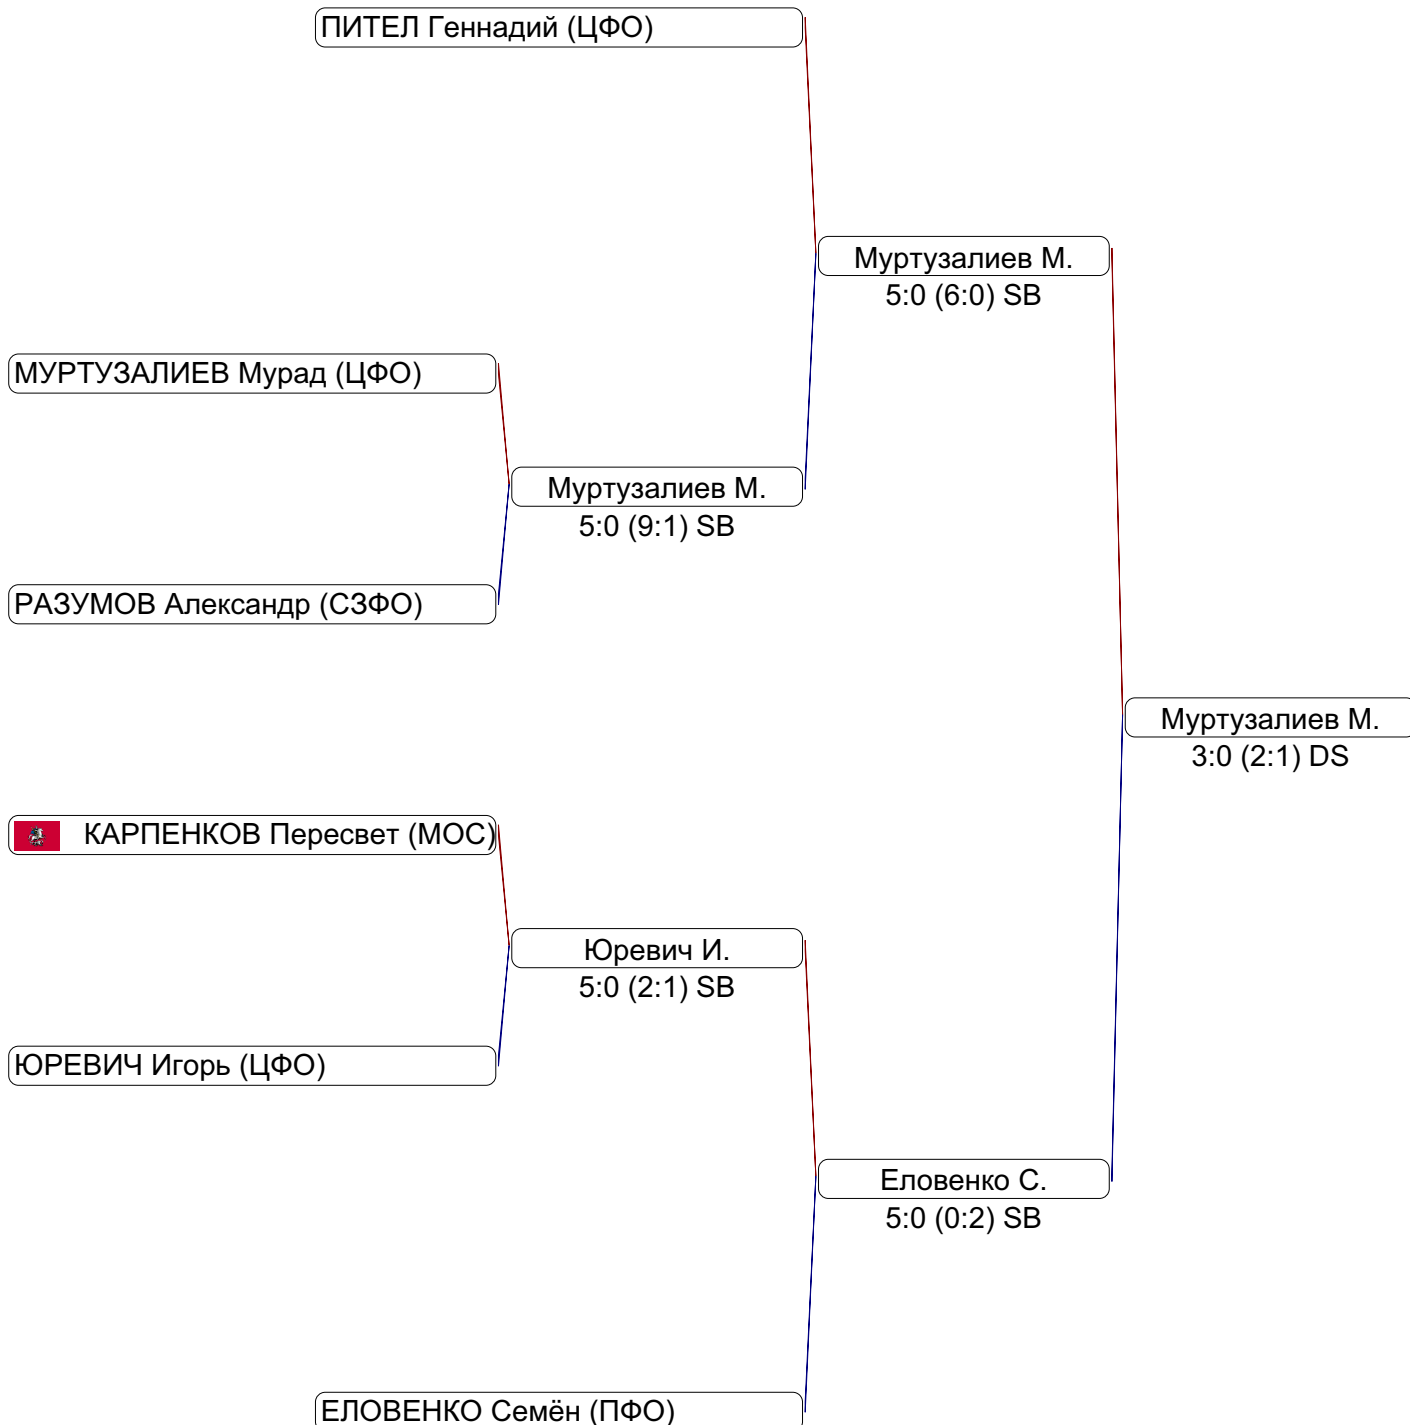 ПИТЕЛ Геннадий (ЦФО)
Муртузалиев М.
5:0 (6:0) SB
МУРТУЗАЛИЕВ Мурад (ЦФО)
Муртузалиев М.
5:0 (9:1) SB
РАЗУМОВ Александр (СЗФО)
Муртузалиев М.
3:0 (2:1) DS
КАРПЕНКОВ Пересвет (МОС)
Юревич И.
5:0 (2:1) SB
ЮРЕВИЧ Игорь (ЦФО)
Еловенко С.
5:0 (0:2) SB
ЕЛОВЕНКО Семён (ПФО)